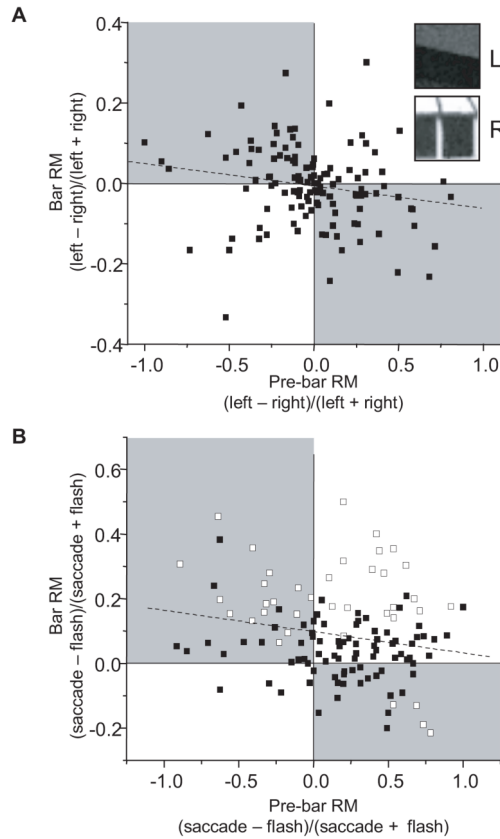 A
0.4
0.2
0.0
-0.2
-0.4
Bar RM
(left – right)/(left + right)
L
R
-1.0
-0.5
0.0
0.5
1.0
Pre-bar RM
(left – right)/(left + right)
B
0.6
0.4
0.2
0.0
-0.2
Bar RM
(saccade – flash)/(saccade + flash)
-1.0
-0.5
0.0
0.5
1.0
Pre-bar RM
(saccade – flash)/(saccade + flash)